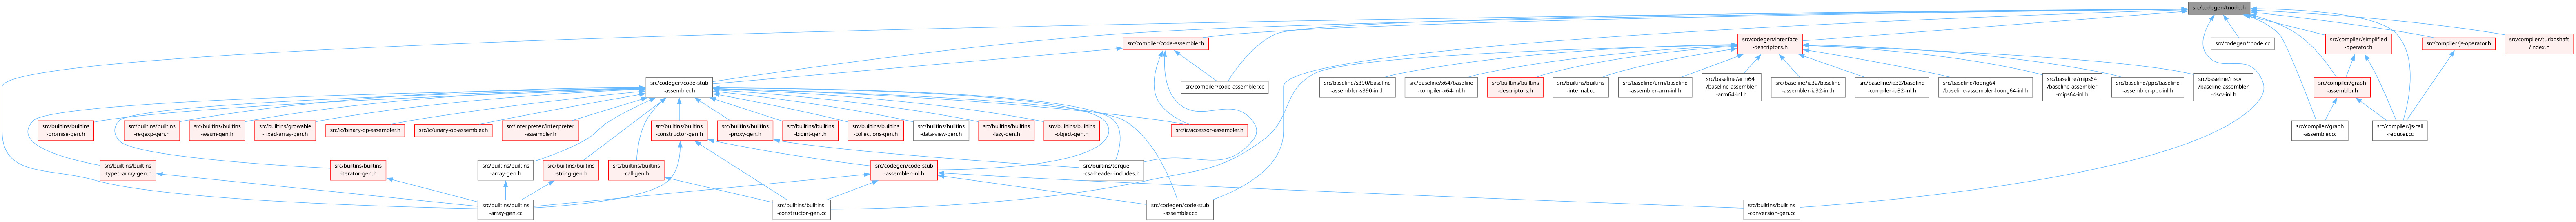 src/codegen/tnode.h
src/compiler/code-assembler.h
src/codegen/interface
-descriptors.h
src/codegen/tnode.cc
src/compiler/simplified
-operator.h
src/compiler/js-operator.h
src/compiler/turboshaft
/index.h
src/codegen/code-stub
-assembler.h
src/compiler/code-assembler.cc
src/baseline/s390/baseline
-assembler-s390-inl.h
src/baseline/x64/baseline
-compiler-x64-inl.h
src/builtins/builtins
-descriptors.h
src/builtins/builtins
-internal.cc
src/baseline/arm/baseline
-assembler-arm-inl.h
src/baseline/arm64
/baseline-assembler
-arm64-inl.h
src/baseline/ia32/baseline
-assembler-ia32-inl.h
src/baseline/ia32/baseline
-compiler-ia32-inl.h
src/baseline/loong64
/baseline-assembler-loong64-inl.h
src/baseline/mips64
/baseline-assembler
-mips64-inl.h
src/baseline/ppc/baseline
-assembler-ppc-inl.h
src/baseline/riscv
/baseline-assembler
-riscv-inl.h
src/compiler/graph
-assembler.h
src/builtins/builtins
-promise-gen.h
src/builtins/builtins
-regexp-gen.h
src/builtins/builtins
-wasm-gen.h
src/builtins/growable
-fixed-array-gen.h
src/ic/binary-op-assembler.h
src/ic/unary-op-assembler.h
src/interpreter/interpreter
-assembler.h
src/builtins/builtins
-constructor-gen.h
src/builtins/builtins
-proxy-gen.h
src/builtins/builtins
-bigint-gen.h
src/builtins/builtins
-collections-gen.h
src/builtins/builtins
-data-view-gen.h
src/builtins/builtins
-lazy-gen.h
src/builtins/builtins
-object-gen.h
src/ic/accessor-assembler.h
src/compiler/graph
-assembler.cc
src/compiler/js-call
-reducer.cc
src/builtins/builtins
-typed-array-gen.h
src/builtins/builtins
-iterator-gen.h
src/builtins/builtins
-array-gen.h
src/builtins/builtins
-string-gen.h
src/builtins/builtins
-call-gen.h
src/codegen/code-stub
-assembler-inl.h
src/builtins/torque
-csa-header-includes.h
src/builtins/builtins
-array-gen.cc
src/builtins/builtins
-constructor-gen.cc
src/codegen/code-stub
-assembler.cc
src/builtins/builtins
-conversion-gen.cc